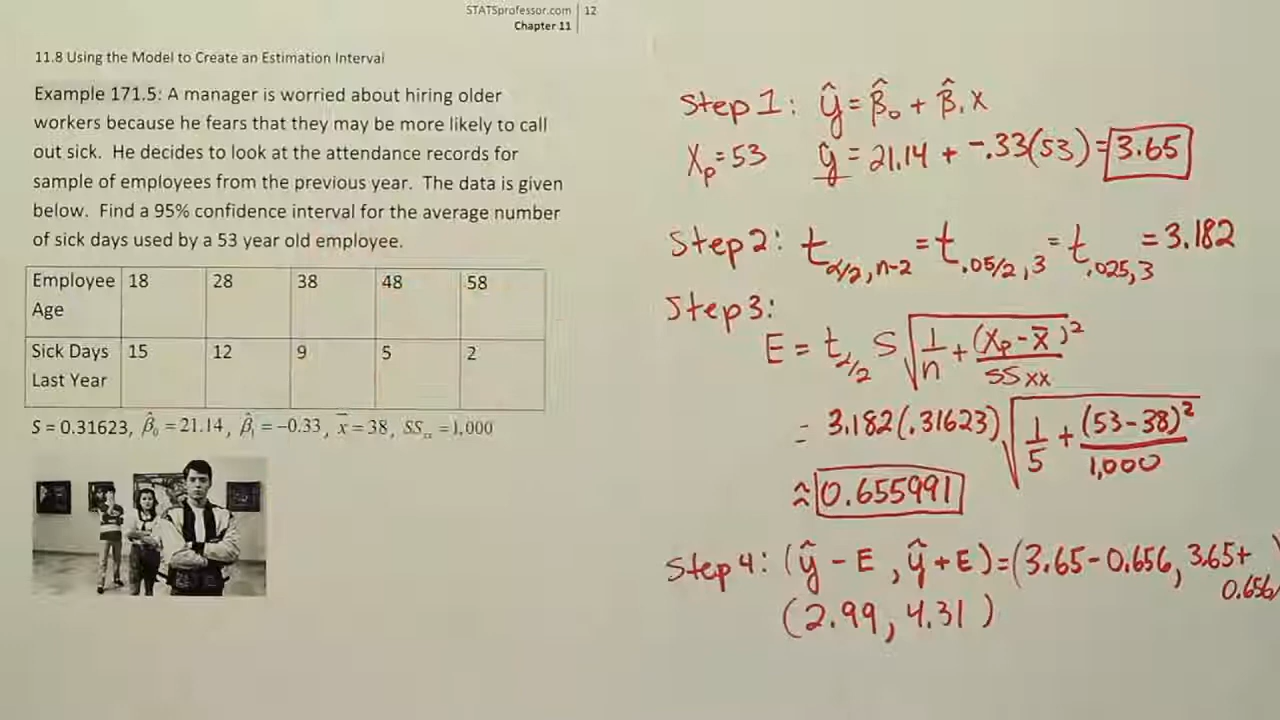 STATSprofessor.com 12
Chapter 11
11.8 Using the Model to Create an Estimation Interval
Example 171.5: A manager is worried about hiring older
workers because he fears that they may be more likely to call
out sick. He decides to look at the attendance records for
sample of employees from the previous year. The data is given
below. Find a 95% confidence interval for the average number
of sick days used by a 53 year old employee.
Employee Age 18 28 38 48 58
Sick Days Last Year 15 12 9 5 2
S = 0.31623, β̂₀ = 21.14, β̂₁ = −0.33, x̄ = 38, SSₓₓ = 1,000
Step 1: ŷ = β̂₀ + β̂₁x
Xₚ = 53 ŷ = 21.14 + -.33(53) = 3.65
Step 2: t α/2, n-2 = t .05/2, 3 = t .025, 3 = 3.182
Step 3:
E = t α/2 S √(1/n + (Xₚ - x̄)²/SSxx)
= 3.182(.31623) √(1/5 + (53-38)²/1,000)
≈ 0.655991
Step 4: (ŷ - E, ŷ + E) = (3.65-0.656, 3.65+0.656)
(2.99, 4.31)